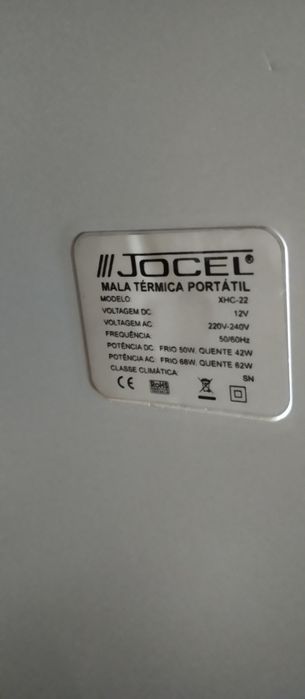 JOCEL®
MALA TÉRMICA PORTÁTIL
MODELO: XHC-22
VOLTAGEM DC: 12V
VOLTAGEM AC: 220V-240V
FREQUÊNCIA: 50/60Hz
POTÊNCIA DC: FRIO 50W, QUENTE 42W
POTÊNCIA AC: FRIO 68W, QUENTE 62W
CLASSE CLIMÁTICA: SN
CE RoHS